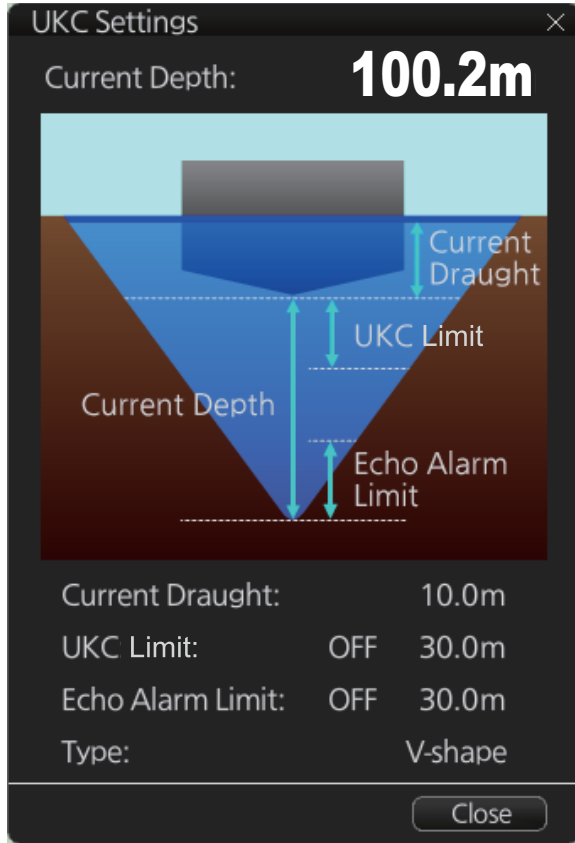 UKC Settings
Current Depth: 100.2m
Current
Draught
UKC Limit
Current Depth
Echo Alarm
Limit
Current Draught: 10.0m
UKC Limit: OFF 30.0m
Echo Alarm Limit: OFF 30.0m
Type: V-shape
Close